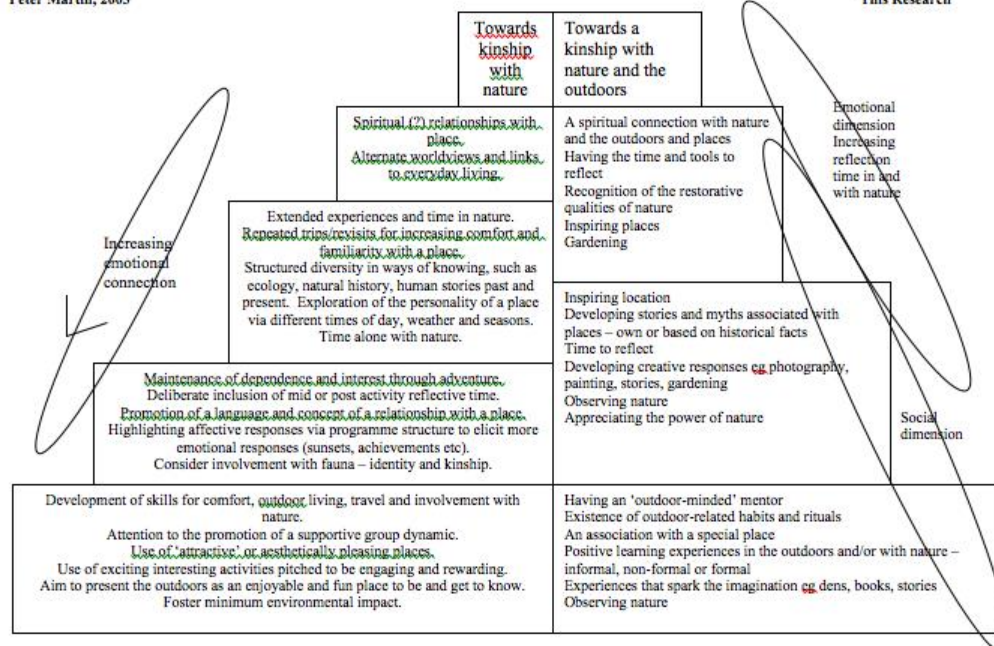 Peter Martin, 2003
This Research
Towards
kinship
with
nature
Towards a
kinship with
nature and the
outdoors
Spiritual (?) relationships with
place.
Alternate worldviews and links
to everyday living.
A spiritual connection with nature
and the outdoors and places
Having the time and tools to
reflect
Recognition of the restorative
qualities of nature
Inspiring places
Gardening
Emotional
dimension
Increasing
reflection
time in and
with nature
Increasing
emotional
connection
Extended experiences and time in nature.
Repeated trips/revisits for increasing comfort and
familiarity with a place.
Structured diversity in ways of knowing, such as
ecology, natural history, human stories past and
present. Exploration of the personality of a place
via different times of day, weather and seasons.
Time alone with nature.
Inspiring location
Developing stories and myths associated with
places – own or based on historical facts
Time to reflect
Developing creative responses eg photography,
painting, stories, gardening
Observing nature
Appreciating the power of nature
Social
dimension
Maintenance of dependence and interest through adventure.
Deliberate inclusion of mid or post activity reflective time.
Promotion of a language and concept of a relationship with a place.
Highlighting affective responses via programme structure to elicit more
emotional responses (sunsets, achievements etc).
Consider involvement with fauna – identity and kinship.
Development of skills for comfort, outdoor living, travel and involvement with
nature.
Attention to the promotion of a supportive group dynamic.
Use of 'attractive' or aesthetically pleasing places.
Use of exciting interesting activities pitched to be engaging and rewarding.
Aim to present the outdoors as an enjoyable and fun place to be and get to know.
Foster minimum environmental impact.
Having an 'outdoor-minded' mentor
Existence of outdoor-related habits and rituals
An association with a special place
Positive learning experiences in the outdoors and/or with nature –
informal, non-formal or formal
Experiences that spark the imagination eg dens, books, stories
Observing nature